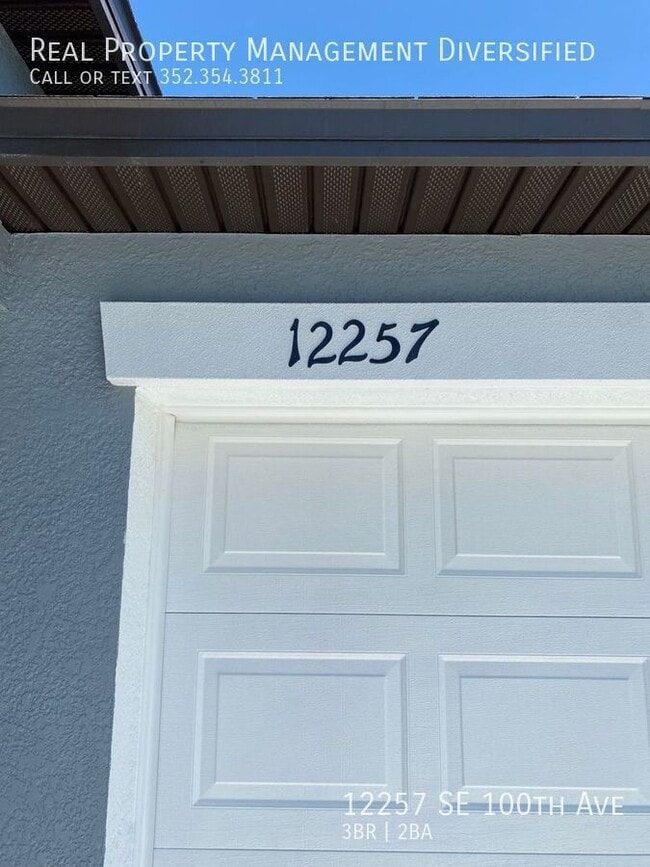 Real Property Management Diversified
Call or text 352.354.3811
12257
12257 SE 100th Ave
3BR | 2BA